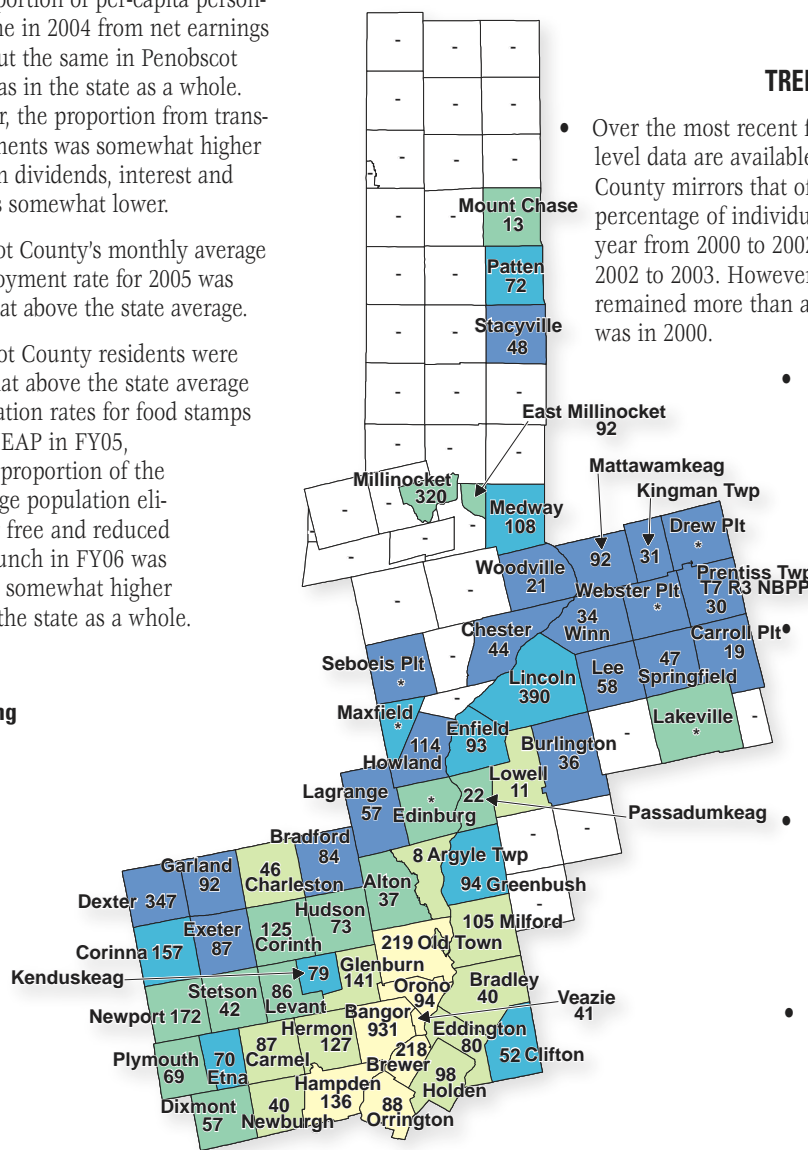 portion of per-capita person-
ne in 2004 from net earnings
ut the same in Penobscot
as in the state as a whole.
r, the proportion from trans-
ments was somewhat higher
n dividends, interest and
s somewhat lower.
ot County's monthly average
oyment rate for 2005 was
at above the state average.
ot County residents were
at above the state average
ation rates for food stamps
EAP in FY05,
proportion of the
ge population eli-
r free and reduced
unch in FY06 was
somewhat higher
the state as a whole.
ng
TREN
• Over the most recent f
level data are available
County mirrors that of
percentage of individu
year from 2000 to 2002
2002 to 2003. However
remained more than a
was in 2000.
•
•
•
•
- - -
- - -
- - -
-
- -
Mount Chase
13
- -
Patten
72
- -
Stacyville
48
- - -
- - -
East Millinocket
92
Millinocket
320
- -
- - -
Medway
108
Mattawamkeag
92
Kingman Twp
31
Drew Plt
*
Woodville
21
Webster Plt
*
Prentiss Twp
T7 R3 NBPP
30
- -
Chester
44
34
Winn
Carroll Plt
19
Seboeis Plt
*
-
Lee
58
47
Springfield
Lincoln
390
-
Maxfield
*
Enfield
93
Lakeville
*
-
-
114
Howland
Burlington
36
Lowell
11
Lagrange
57
*
Edinburg
22
Passadumkeag
- -
-
Bradford
84
8 Argyle Twp
Garland
92
46
Charleston
Alton
37
94 Greenbush
Dexter 347
Hudson
73
105 Milford
Exeter
87
125
Corinth
219 Old Town
Corinna 157
Kenduskeag
79
Glenburn
141
Bradley
40
Stetson
42
86
Levant
Orono
94
Veazie
41
Newport 172
Bangor
931
Hermon
127
Eddington
80
Plymouth
69
70
Etna
87
Carmel
218
Brewer
52 Clifton
98
Holden
Hampden
136
Dixmont
57
40
Newburgh
88
Orrington